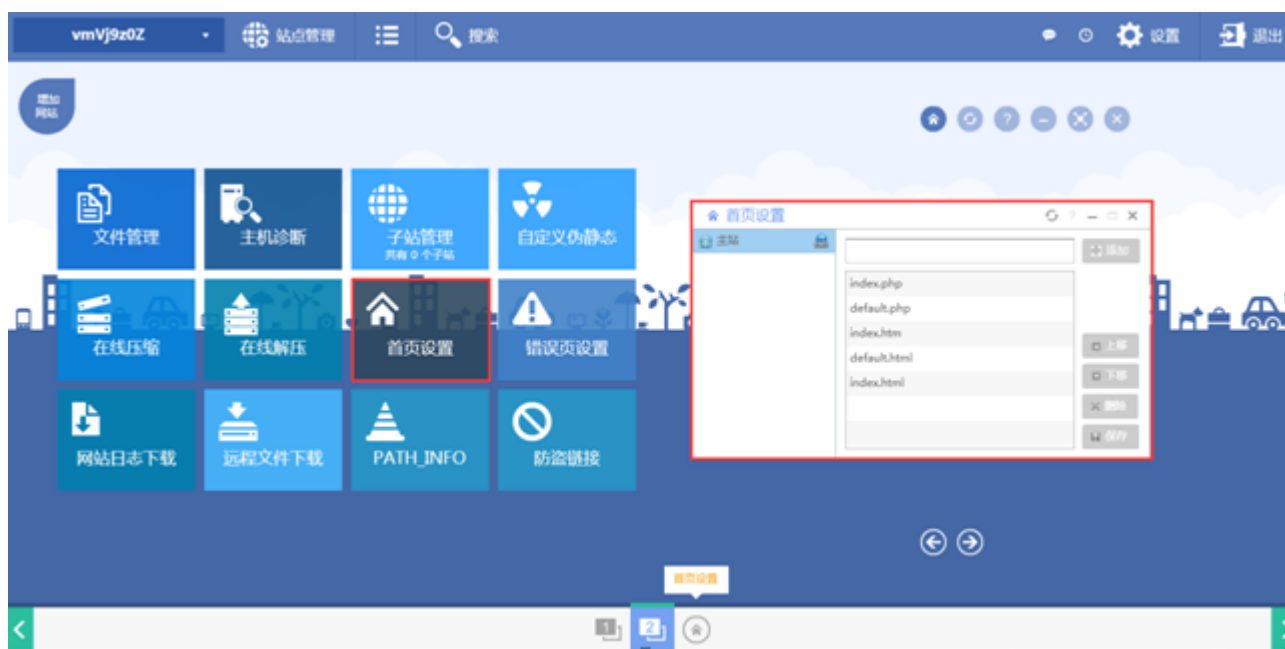 vmVj9z0Z
站点管理
搜索
设置
退出
增加
网站
文件管理
主机诊断
子站管理
共有 0 个子站
自定义伪静态
在线压缩
在线解压
首页设置
错误页设置
网站日志下载
远程文件下载
PATH_INFO
防盗链接
首页设置
主站
添加
index.php
default.php
index.htm
default.html
index.html
上移
下移
删除
保存
首页设置
1
2